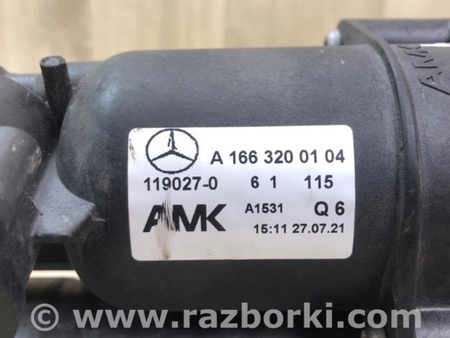 A 166 320 01 04
119027-0 6 1 115
AMK A1531 Q 6
15:11 27.07.21
AMK
www.razborki.com